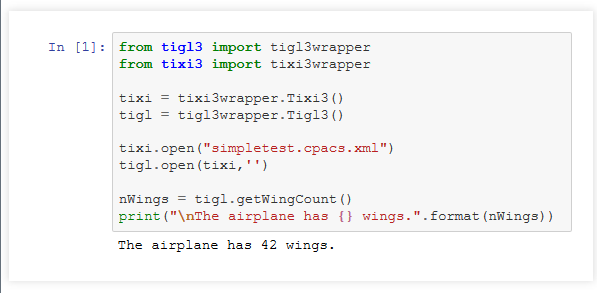 In [1]: from tigl3 import tigl3wrapper
from tixi3 import tixi3wrapper
tixi = tixi3wrapper.Tixi3()
tigl = tigl3wrapper.Tigl3()
tixi.open("simpletest.cpacs.xml")
tigl.open(tixi,'')
nWings = tigl.getWingCount()
print("\nThe airplane has {} wings.".format(nWings))
The airplane has 42 wings.